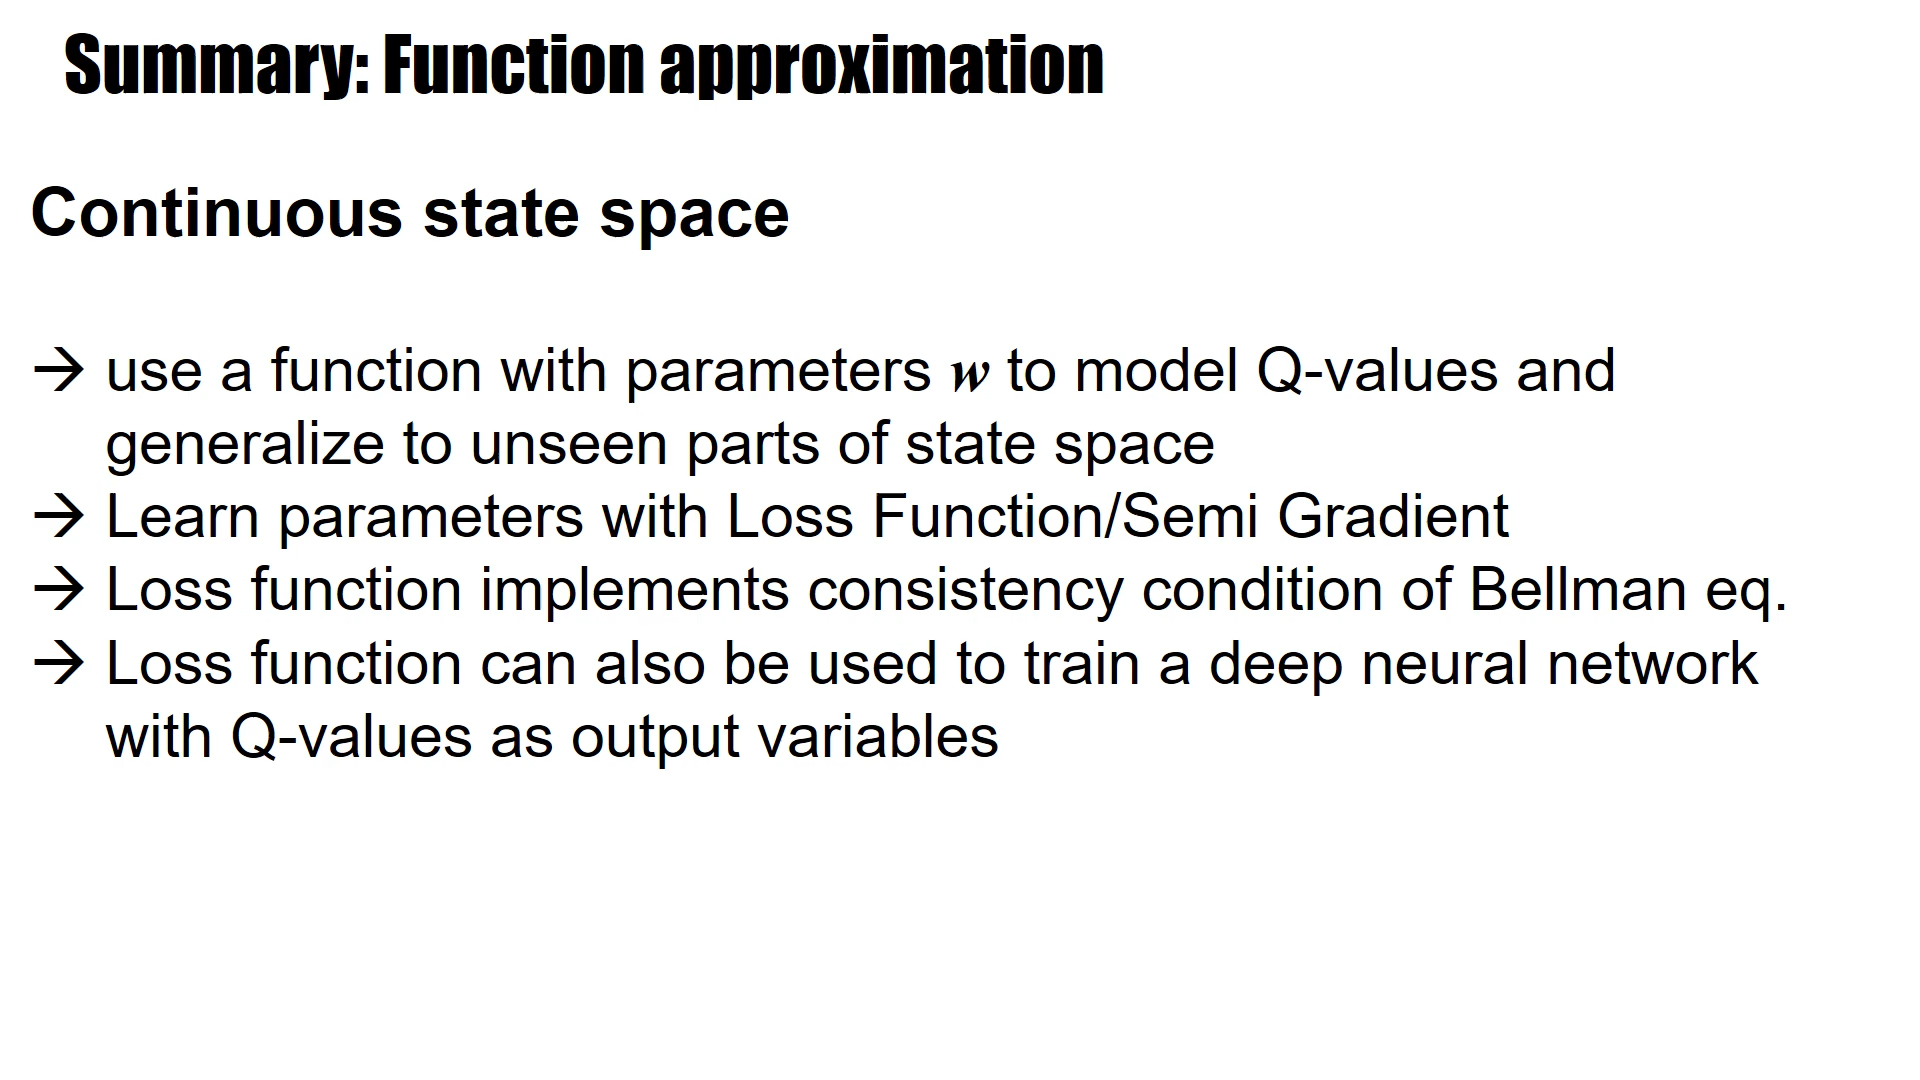 Summary: Function approximation
Continuous state space
→ use a function with parameters w to model Q-values and
generalize to unseen parts of state space
→ Learn parameters with Loss Function/Semi Gradient
→ Loss function implements consistency condition of Bellman eq.
→ Loss function can also be used to train a deep neural network
with Q-values as output variables